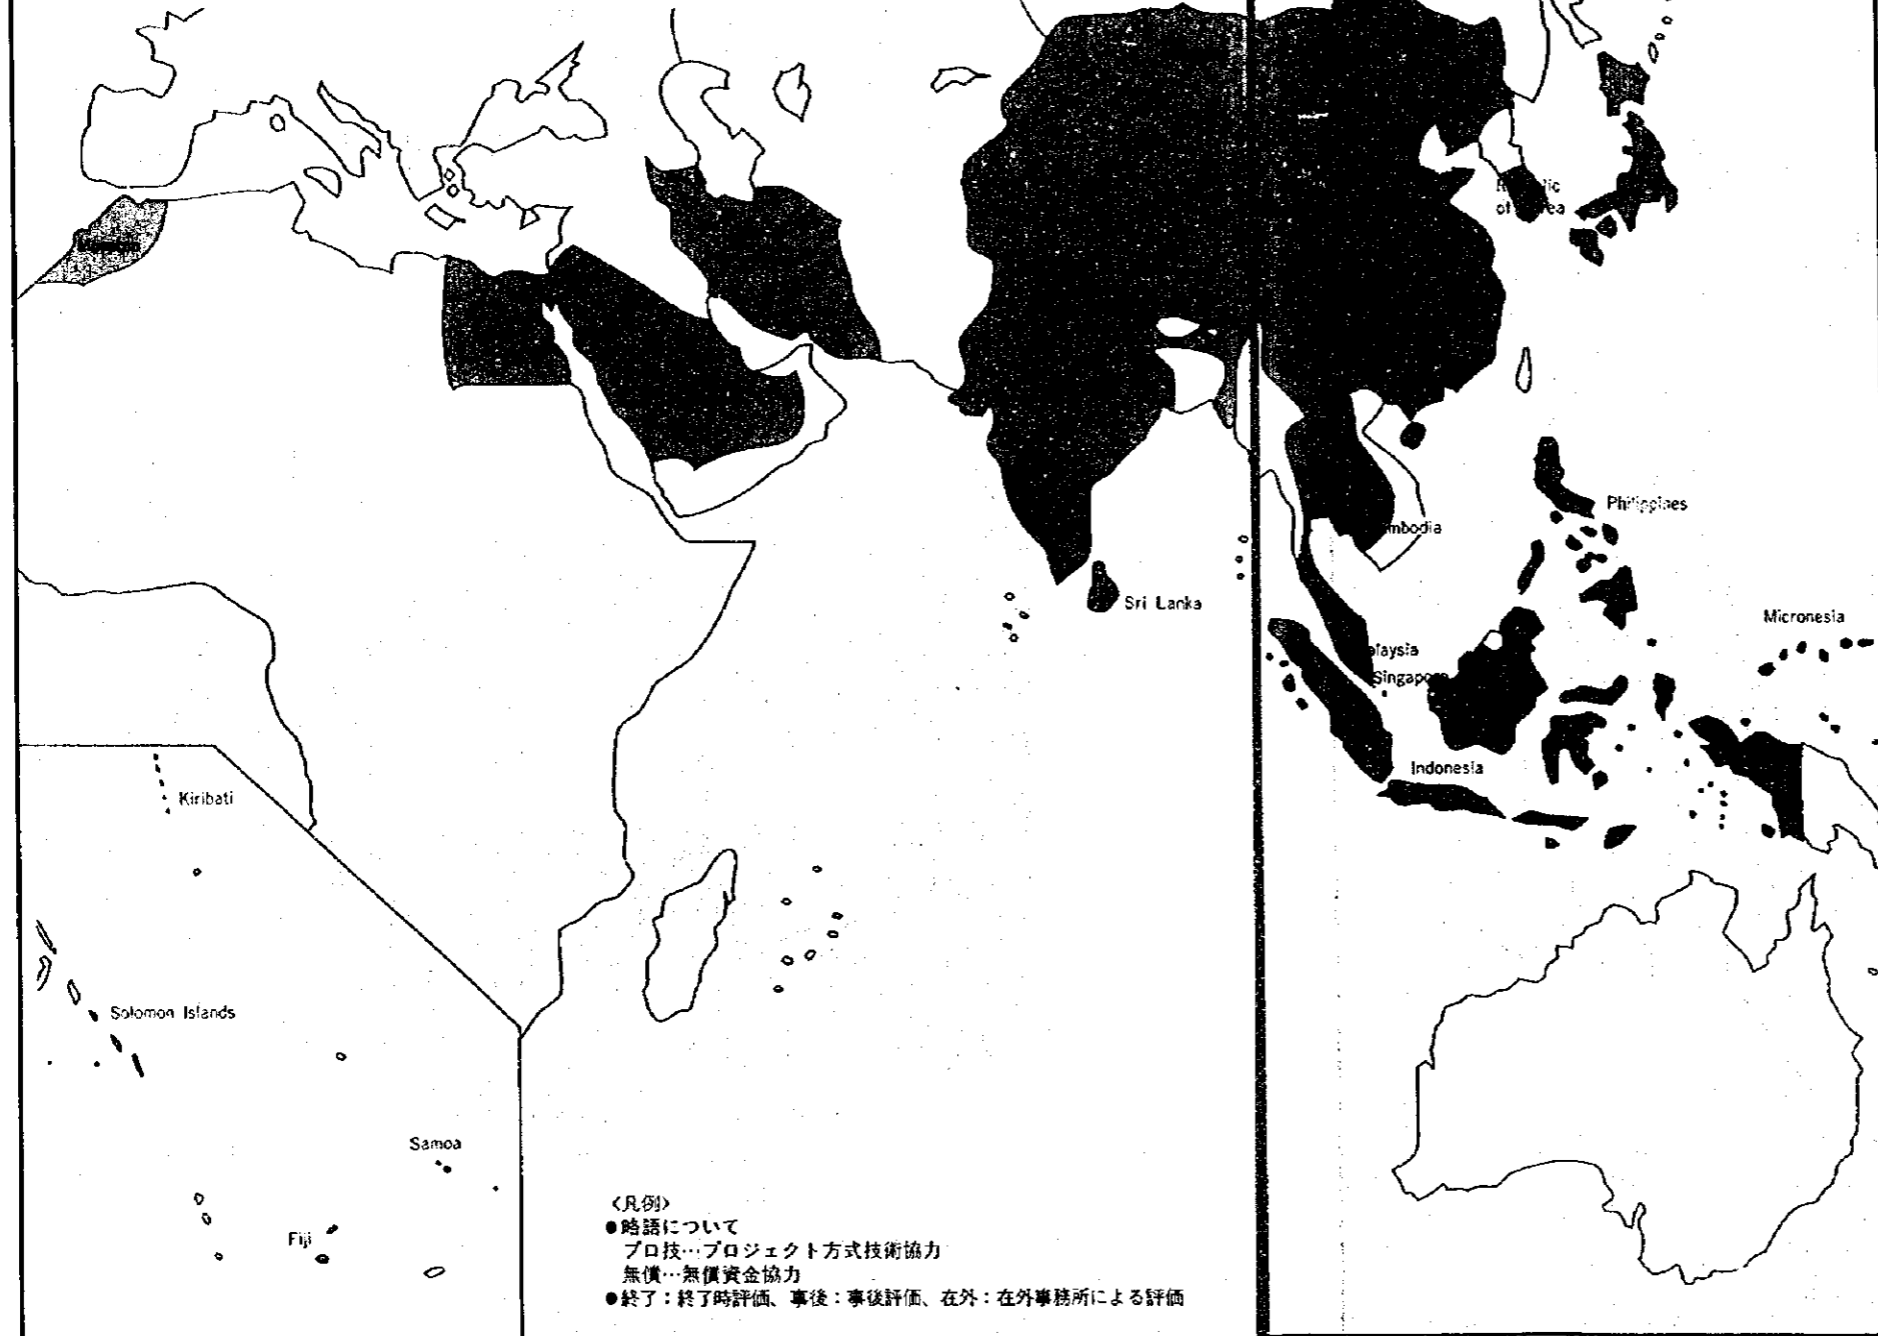 of
Philippines
Sri Lanka
Micronesia
Indonesia
Kiribati
Solomon Islands
Samoa
Fiji
〈凡例〉
●略語について
プロ技…プロジェクト方式技術協力
無償…無償資金協力
●終了：終了時評価、事後：事後評価、在外：在外事務所による評価